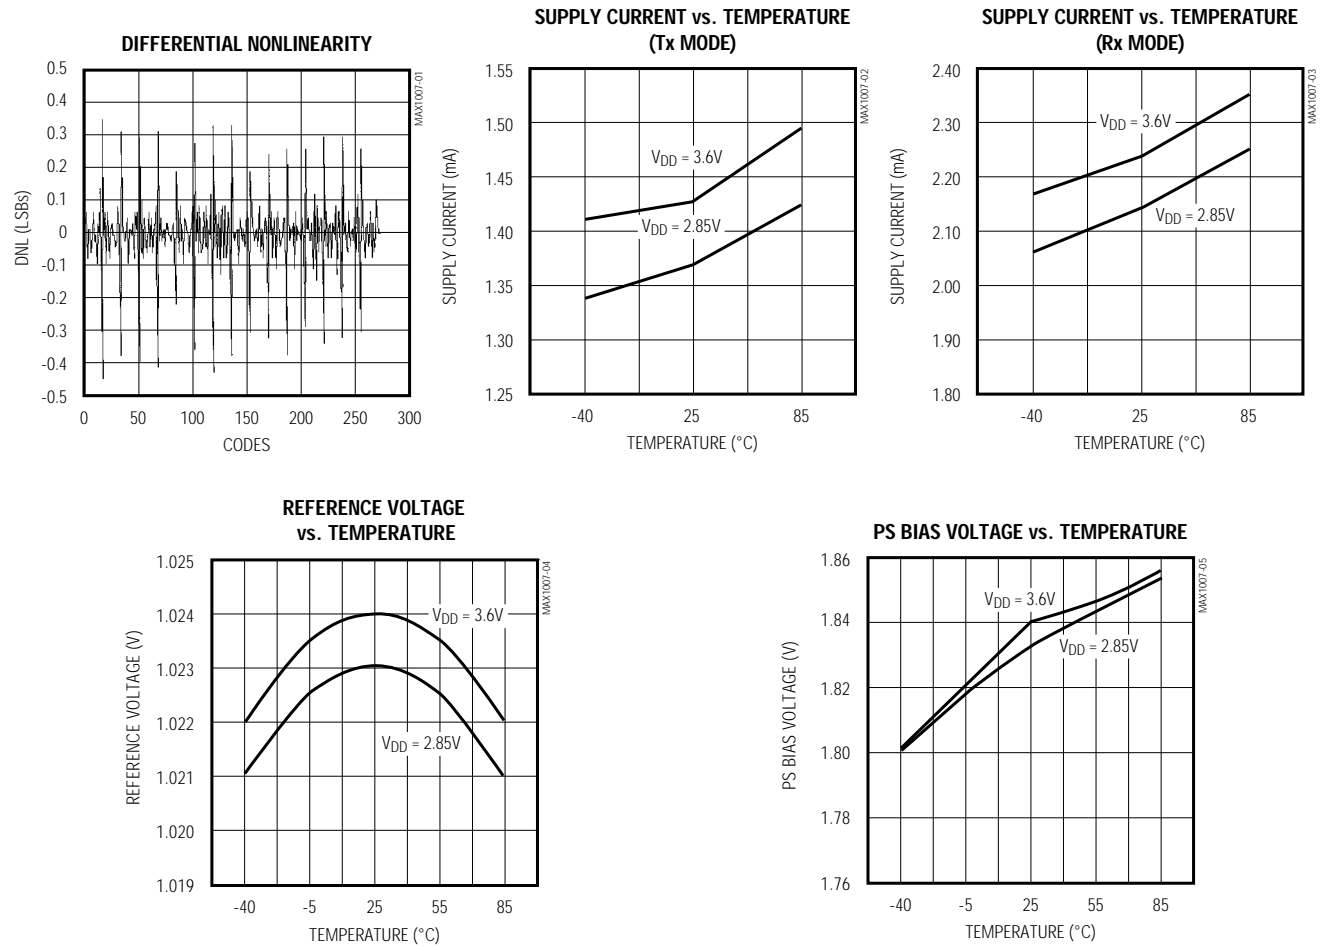 DIFFERENTIAL NONLINEARITY
0.5
0.4
0.3
0.2
0.1
0
-0.1
-0.2
-0.3
-0.4
-0.5
DNL (LSBs)
0 50 100 150 200 250 300
CODES
MAX1007-01
SUPPLY CURRENT vs. TEMPERATURE
(Tx MODE)
1.55
1.50
1.45
1.40
1.35
1.30
1.25
SUPPLY CURRENT (mA)
VDD = 3.6V
VDD = 2.85V
-40 25 85
TEMPERATURE (°C)
MAX1007-02
SUPPLY CURRENT vs. TEMPERATURE
(Rx MODE)
2.40
2.30
2.20
2.10
2.00
1.90
1.80
SUPPLY CURRENT (mA)
VDD = 3.6V
VDD = 2.85V
-40 25 85
TEMPERATURE (°C)
MAX1007-03
REFERENCE VOLTAGE
vs. TEMPERATURE
1.025
1.024
1.023
1.022
1.021
1.020
1.019
REFERENCE VOLTAGE (V)
VDD = 3.6V
VDD = 2.85V
-40 -5 25 55 85
TEMPERATURE (°C)
MAX1007-04
PS BIAS VOLTAGE vs. TEMPERATURE
1.86
1.84
1.82
1.80
1.78
1.76
PS BIAS VOLTAGE (V)
VDD = 3.6V
VDD = 2.85V
-40 -5 25 55 85
TEMPERATURE (°C)
MAX1007-05